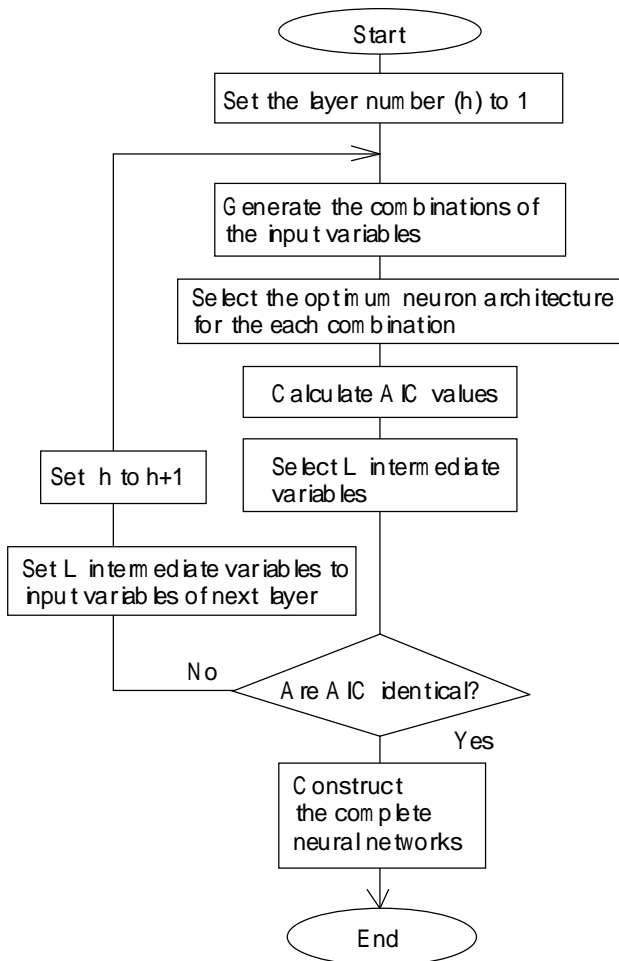 Start
Set the layer number (h) to 1
Generate the combinations of
the input variables
Select the optimum neuron architecture
for the each combination
Calculate AIC values
Select L intermediate
variables
Set h to h+1
Set L intermediate variables to
input variables of next layer
No
Are AIC identical?
Yes
Construct
the complete
neural networks
End